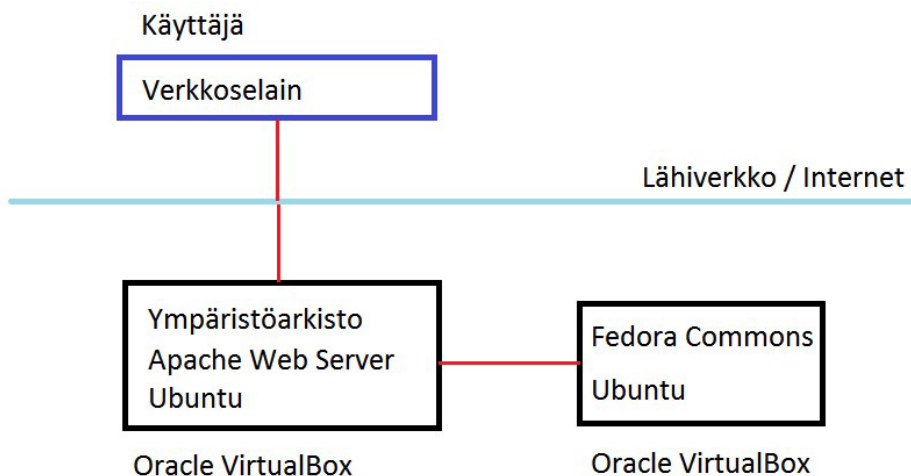 Käyttäjä
Verkkoselain
Lähiverkko / Internet
Ympäristöarkisto
Apache Web Server
Ubuntu
Oracle VirtualBox
Fedora Commons
Ubuntu
Oracle VirtualBox